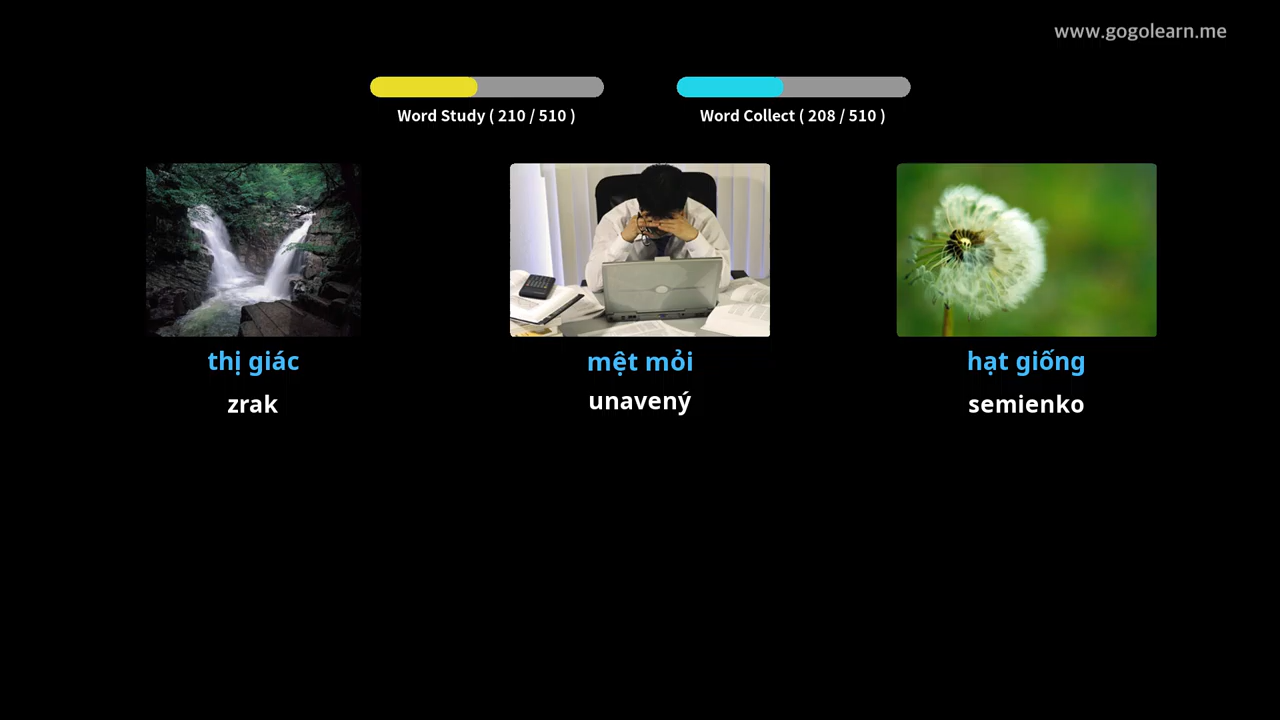 www.gogolearn.me
Word Study ( 210 / 510 )
Word Collect ( 208 / 510 )
thị giác
zrak
mệt mỏi
unavený
hạt giống
semienko